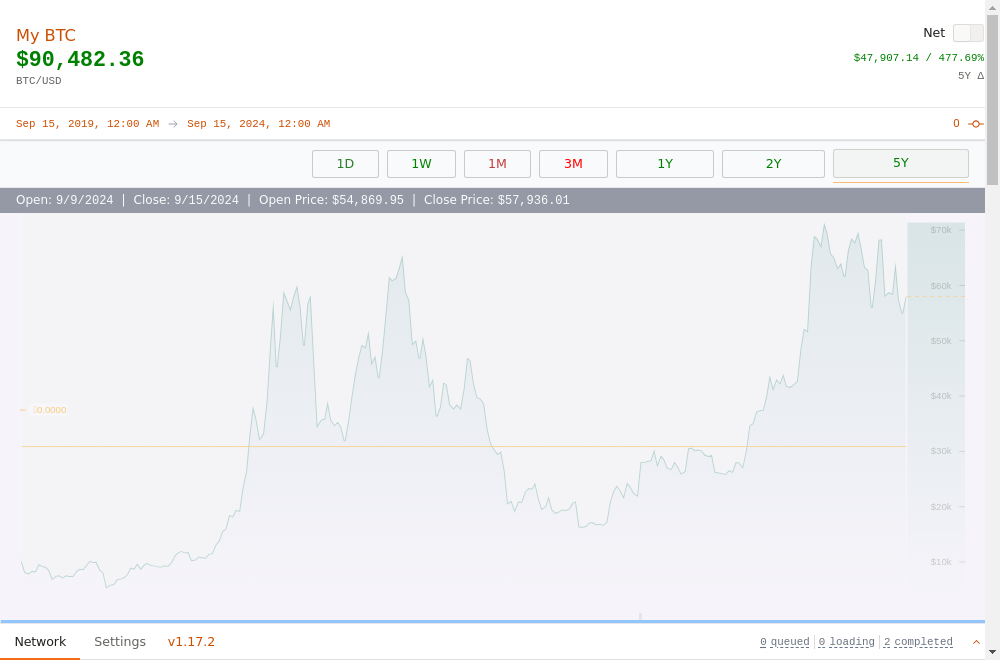 My BTC
Net
$90,482.36
$47,907.14 / 477.69%
BTC/USD
5Y Δ
Sep 15, 2019, 12:00 AM → Sep 15, 2024, 12:00 AM
0
1D 1W 1M 3M 1Y 2Y 5Y
Open: 9/9/2024 | Close: 9/15/2024 | Open Price: $54,869.95 | Close Price: $57,936.01
$70k
$60k
$50k
$40k
0.0000
$30k
$20k
$10k
Network Settings v1.17.2 0 queued 0 loading 2 completed